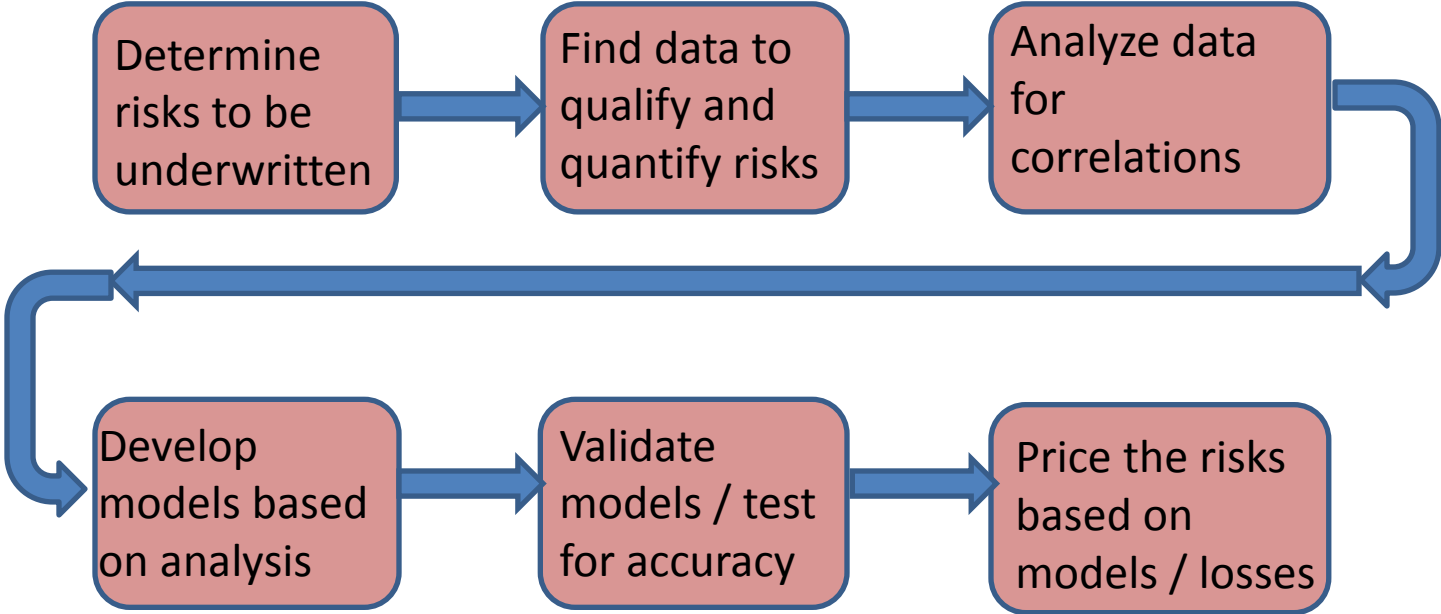 Determine
risks to be
underwritten
Find data to
qualify and
quantify risks
Analyze data
for
correlations
Develop
models based
on analysis
Validate
models / test
for accuracy
Price the risks
based on
models / losses